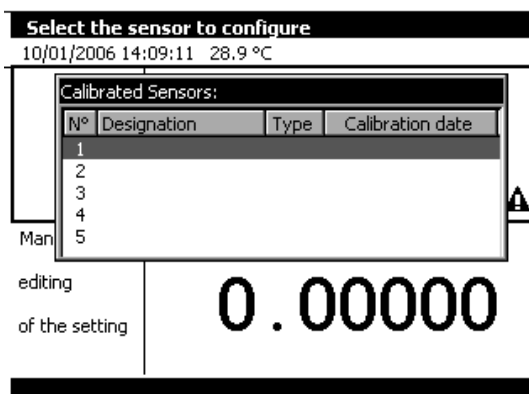 Select the sensor to configure
10/01/2006 14:09:11 28.9 °C
Calibrated Sensors:
N° Designation Type Calibration date
1
2
3
4
5
editing
of the setting
0.00000